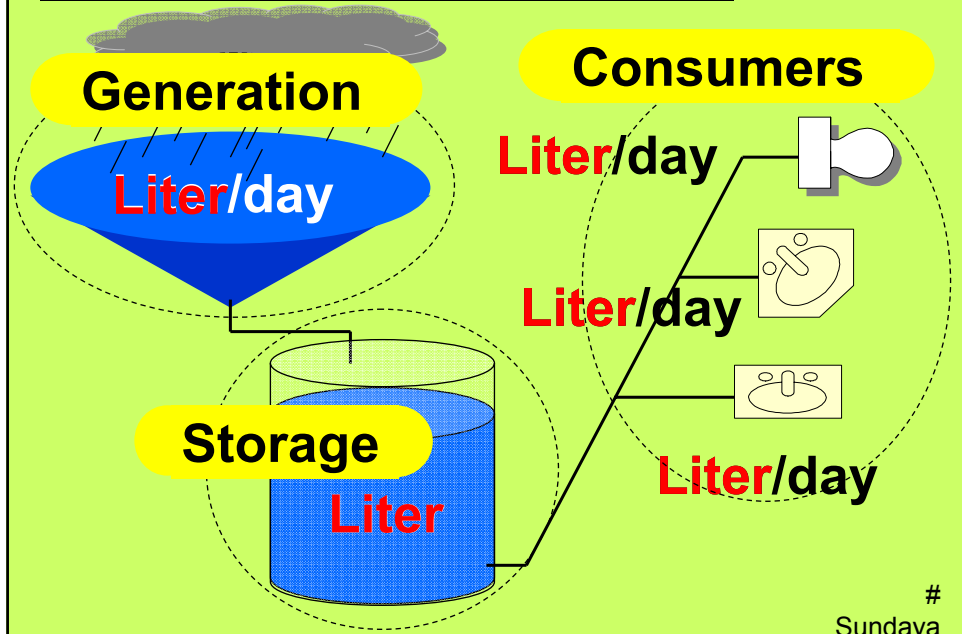 Generation
Consumers
Liter/day
Liter/day
Liter/day
Storage
Liter
Liter/day
#
Sundaya